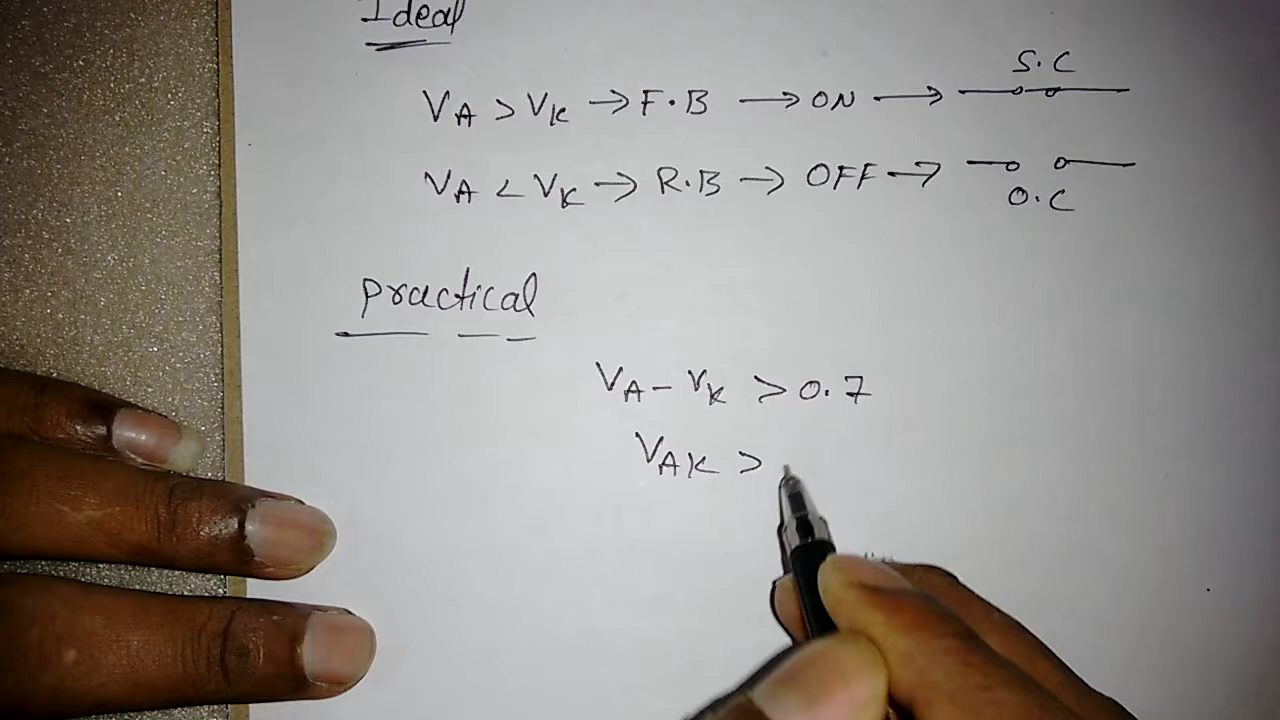 Ideal
VA > VK → F.B → ON → S.C
VA < VK → R.B → OFF → O.C
Practical
VA - VK > 0.7
VAK >